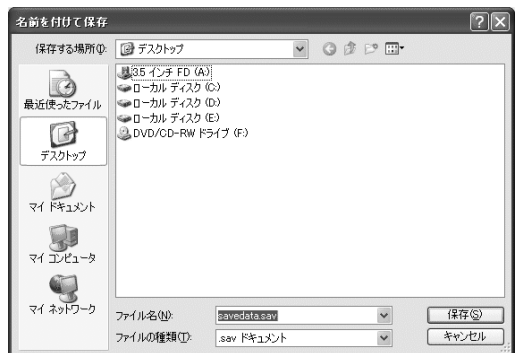 名前を付けて保存
保存する場所(I):
デスクトップ
最近使ったファイル
デスクトップ
マイ ドキュメント
マイ コンピュータ
マイ ネットワーク
3.5 インチ FD (A:)
ローカル ディスク (C:)
ローカル ディスク (D:)
ローカル ディスク (E:)
DVD/CD-RW ドライブ (F:)
ファイル名(N):
savedata.sav
保存(S)
ファイルの種類(T):
.sav ドキュメント
キャンセル